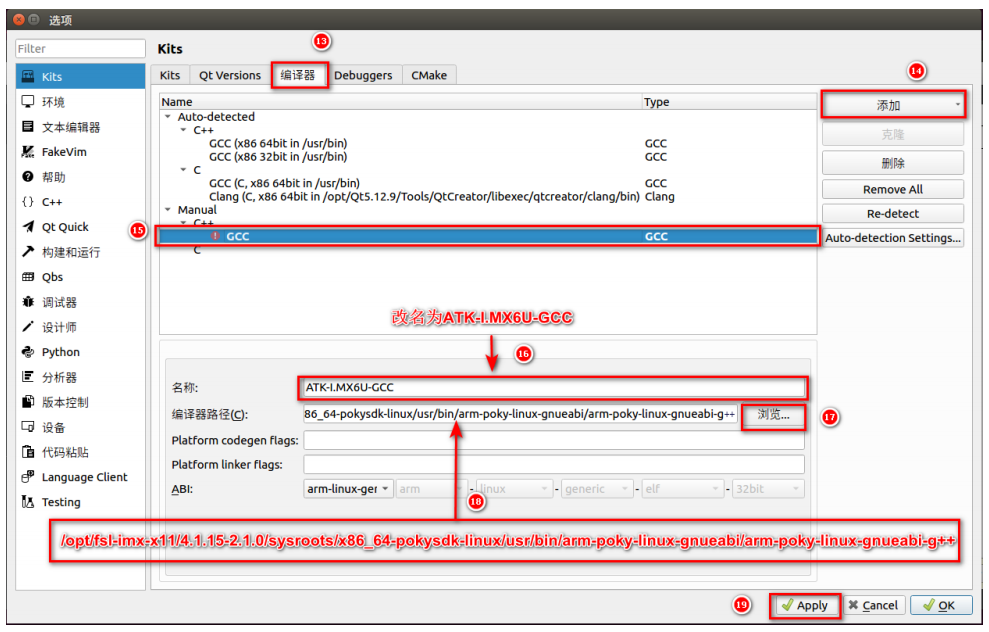 选项
Filter
Kits
环境
文本编辑器
FakeVim
帮助
{} C++
Qt Quick
构建和运行
Qbs
调试器
设计师
Python
分析器
版本控制
设备
代码粘贴
Language Client
Testing
Kits
13
Kits Qt Versions 编译器 Debuggers CMake
14
Name Type
Auto-detected
C++
GCC (x86 64bit in /usr/bin) GCC
GCC (x86 32bit in /usr/bin) GCC
C
GCC (C, x86 64bit in /usr/bin) GCC
Clang (C, x86 64bit in /opt/Qt5.12.9/Tools/QtCreator/libexec/qtcreator/clang/bin) Clang
Manual
C++
15
GCC GCC
C
添加
克隆
删除
Remove All
Re-detect
Auto-detection Settings...
改名为ATK-I.MX6U-GCC
16
名称: ATK-I.MX6U-GCC
编译器路径(C): 86_64-pokysdk-linux/usr/bin/arm-poky-linux-gnueabi/arm-poky-linux-gnueabi-g++ 浏览... 17
Platform codegen flags:
Platform linker flags:
ABI: arm-linux-ger arm - linux - generic - elf - 32bit
18
/opt/fsl-imx-x11/4.1.15-2.1.0/sysroots/x86_64-pokysdk-linux/usr/bin/arm-poky-linux-gnueabi/arm-poky-linux-gnueabi-g++
19 Apply Cancel OK